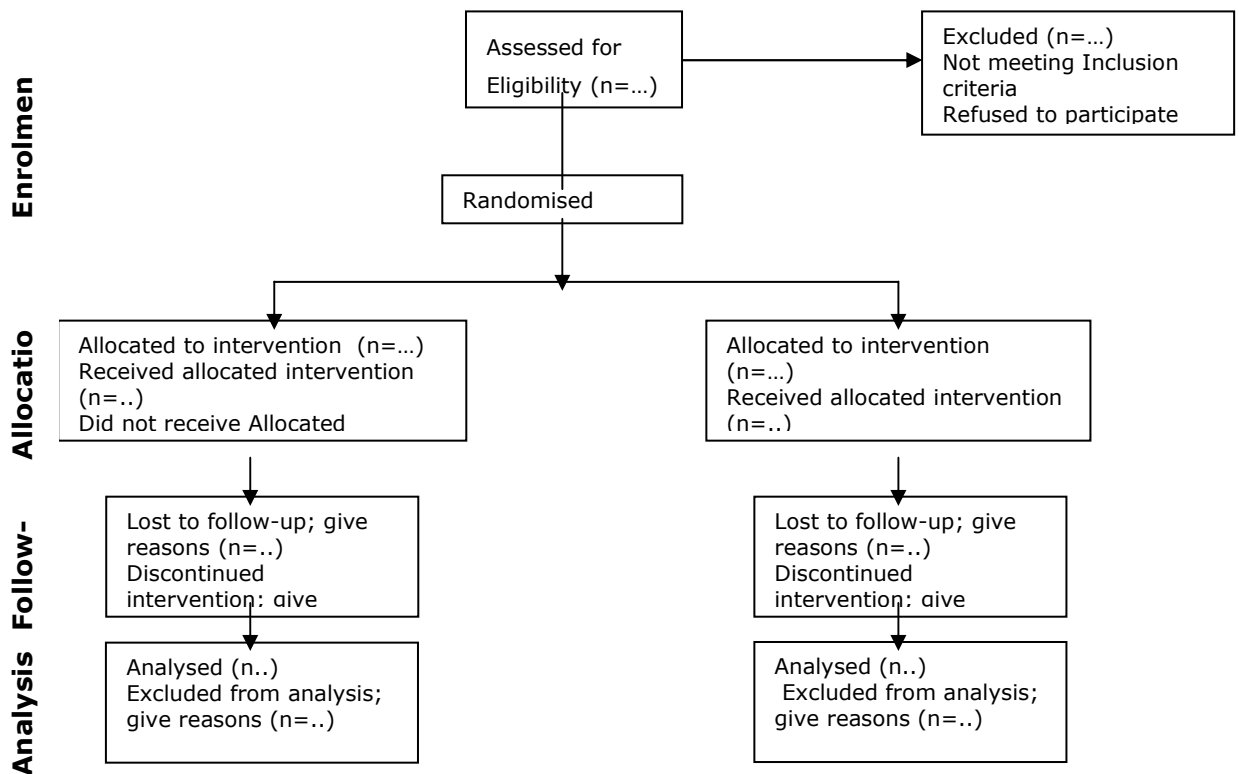 Enrolmen
Assessed for
Eligibility (n=…)
Excluded (n=…)
Not meeting Inclusion
criteria
Refused to participate
Randomised
Allocatio
Allocated to intervention (n=…)
Received allocated intervention
(n=..)
Did not receive Allocated
Allocated to intervention
(n=…)
Received allocated intervention
(n=..)
Follow-
Lost to follow-up; give
reasons (n=..)
Discontinued
intervention; give
Lost to follow-up; give
reasons (n=..)
Discontinued
intervention; give
Analysis
Analysed (n..)
Excluded from analysis;
give reasons (n=..)
Analysed (n..)
Excluded from analysis;
give reasons (n=..)